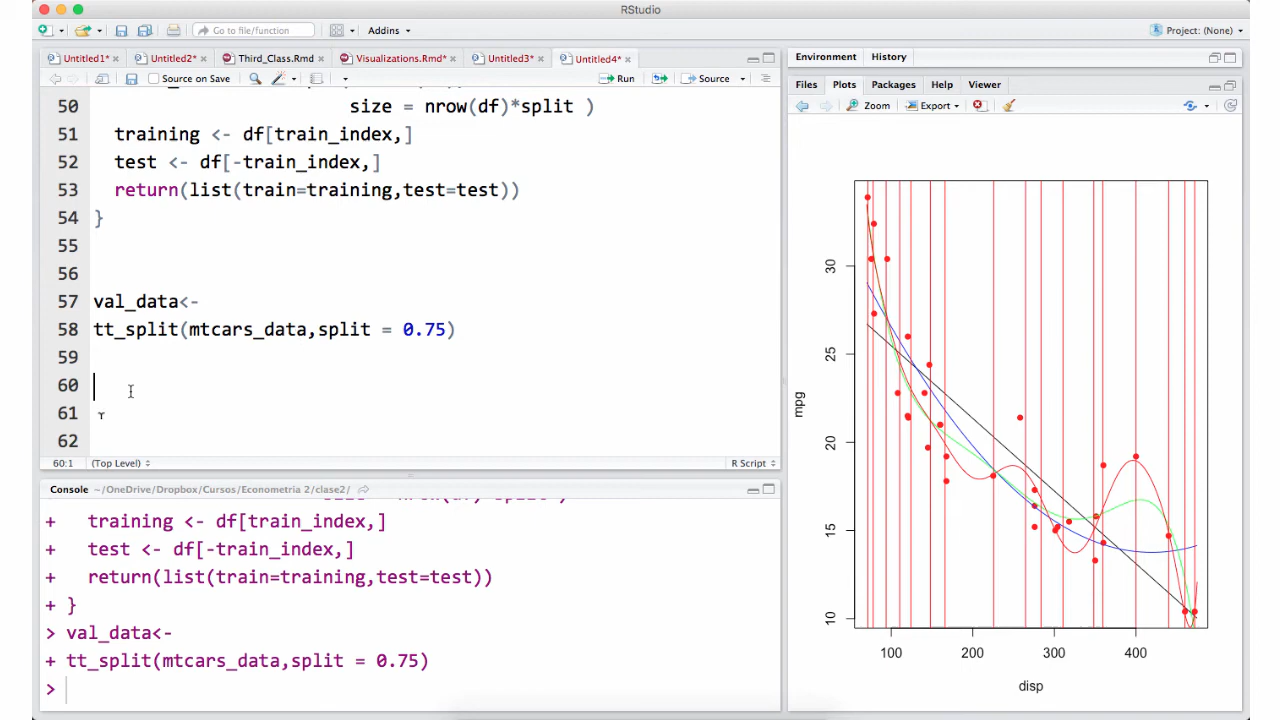 RStudio
Go to file/function
Addins
Project: (None)
Untitled1*
Untitled2*
Third_Class.Rmd
Visualizations.Rmd*
Untitled3*
Untitled4*
Source on Save
Run
Source
50 size = nrow(df)*split )
51 training <- df[train_index,]
52 test <- df[-train_index,]
53 return(list(train=training,test=test))
54 }
55
56
57 val_data<-
58 tt_split(mtcars_data,split = 0.75)
59
60
61
62
60:1 (Top Level) R Script
Console ~/OneDrive/Dropbox/Cursos/Econometria 2/clase2/
+ training <- df[train_index,]
+ test <- df[-train_index,]
+ return(list(train=training,test=test))
+ }
> val_data<-
+ tt_split(mtcars_data,split = 0.75)
>
Environment History
Files Plots Packages Help Viewer
Zoom Export
30
25
20
15
10
mpg
100 200 300 400
disp